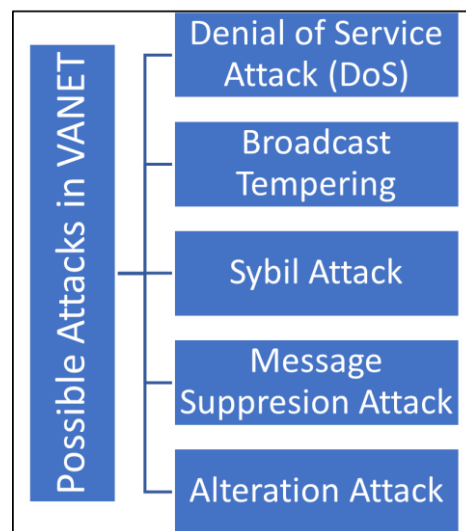 Possible Attacks in VANET
Denial of Service
Attack (DoS)
Broadcast
Tempering
Sybil Attack
Message
Suppresion Attack
Alteration Attack